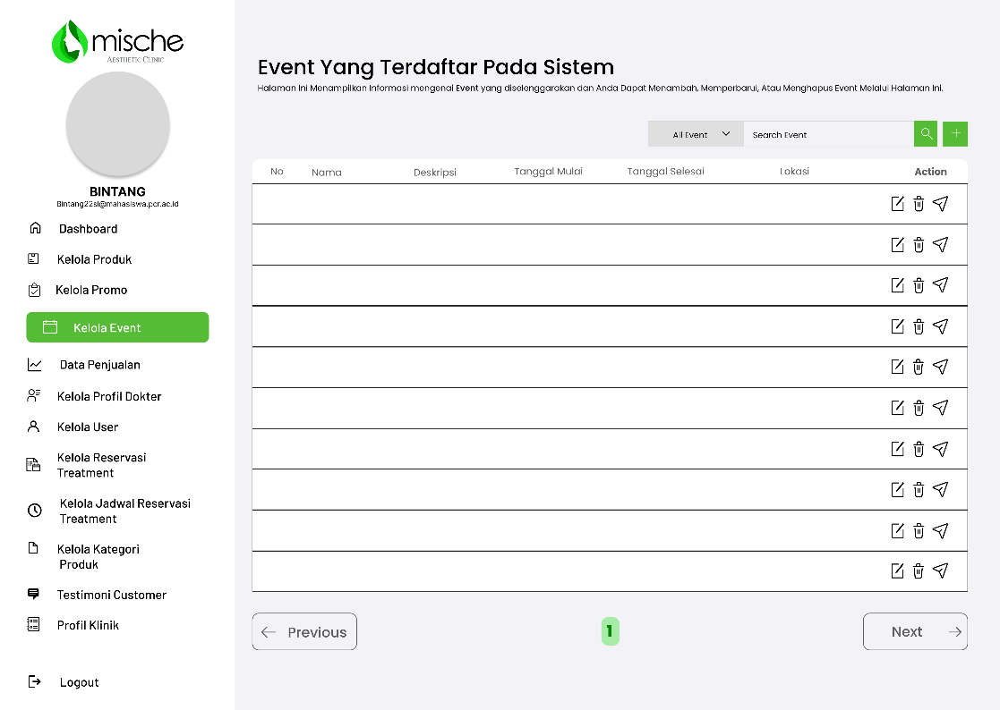 mische
AESTHETIC CLINIC
BINTANG
Bintang22si@mahasiswa.pcr.ac.id
Dashboard
Kelola Produk
Kelola Promo
Kelola Event
Data Penjualan
Kelola Profil Dokter
Kelola User
Kelola Reservasi
Treatment
Kelola Jadwal Reservasi
Treatment
Kelola Kategori
Produk
Testimoni Customer
Profil Klinik
Logout
Event Yang Terdaftar Pada Sistem
Halaman Ini Menampilkan Informasi mengenai Event yang diselenggarakan dan Anda Dapat Menambah, Memperbarui, Atau Menghapus Event Melalui Halaman Ini.
All Event Search Event
No Nama Deskripsi Tanggal Mulai Tanggal Selesai Lokasi Action
Previous 1 Next